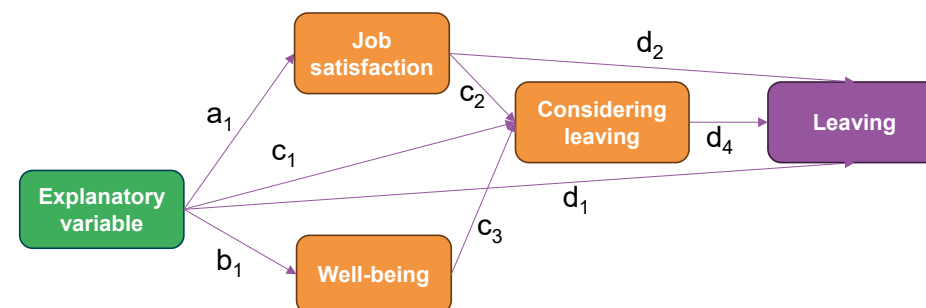 Job
satisfaction
d2
a1
c2
Considering
leaving
Leaving
c1
d4
Explanatory
variable
d1
c3
b1
Well-being